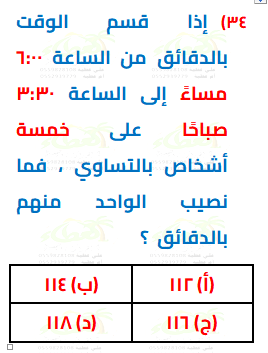 (٣٤) إذا قسم الوقت
بالدقائق من الساعة ٦:٠٠
مساءً إلى الساعة ٣:٣٠
صباحًا على خمسة
أشخاص بالتساوي ، فما
نصيب الواحد منهم
بالدقائق ؟
(أ) ١١٢ (ب) ١١٤
(ج) ١١٦ (د) ١١٨